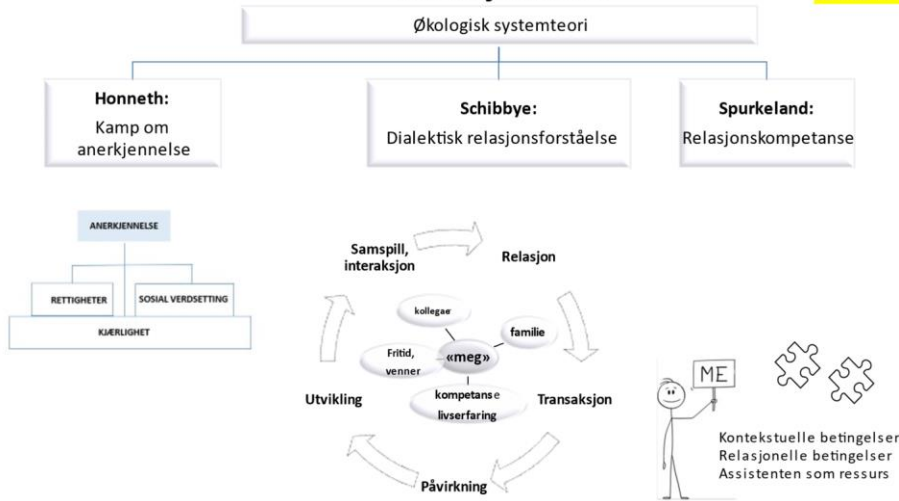 Økologisk systemteori
Honneth:
Kamp om
anerkjennelse
Schibbye:
Dialektisk relasjonsforståelse
Spurkeland:
Relasjonskompetanse
ANERKJENNELSE
RETTIGHETER
SOSIAL VERDSETTING
KJÆRLIGHET
Samspill,
interaksjon
Relasjon
Transaksjon
Påvirkning
Utvikling
kollegae
familie
Fritid,
venner
«meg»
kompetanse
livserfaring
ME
Kontekstuelle betingelser
Relasjonelle betingelser
Assistenten som ressurs